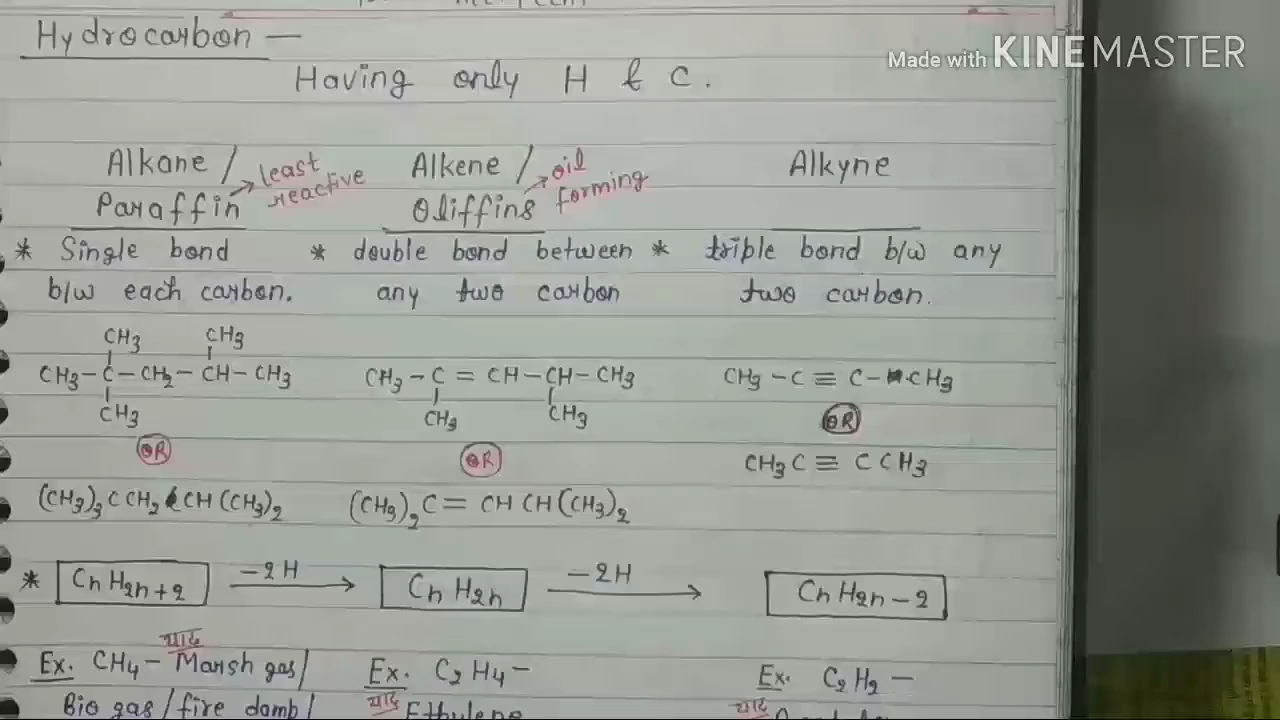 Hydrocarbon —
Made with KINEMASTER
Having only H & C.
Alkane / Paraffin → least reactive
Alkene / Oliffins → oil forming
Alkyne
* Single bond b/w each carbon.
* double bond between any two carbon
* triple bond b/w any two carbon.
CH3 CH3
CH3 – C – CH2 – CH – CH3
CH3
OR
(CH3)3 C CH2 CH (CH3)2
CH3 – C = CH – CH – CH3
CH3 CH3
OR
(CH3)2 C = CH CH (CH3)2
CH3 – C ≡ C – CH3
OR
CH3 C ≡ C CH3
* CnH2n+2 –2H → CnH2n –2H → CnH2n–2
याद
Ex. CH4 – Marsh gas/
Bio gas / fire damb/
Ex. C2H4 –
याद Ethylene
Ex. C2H2 –
याद